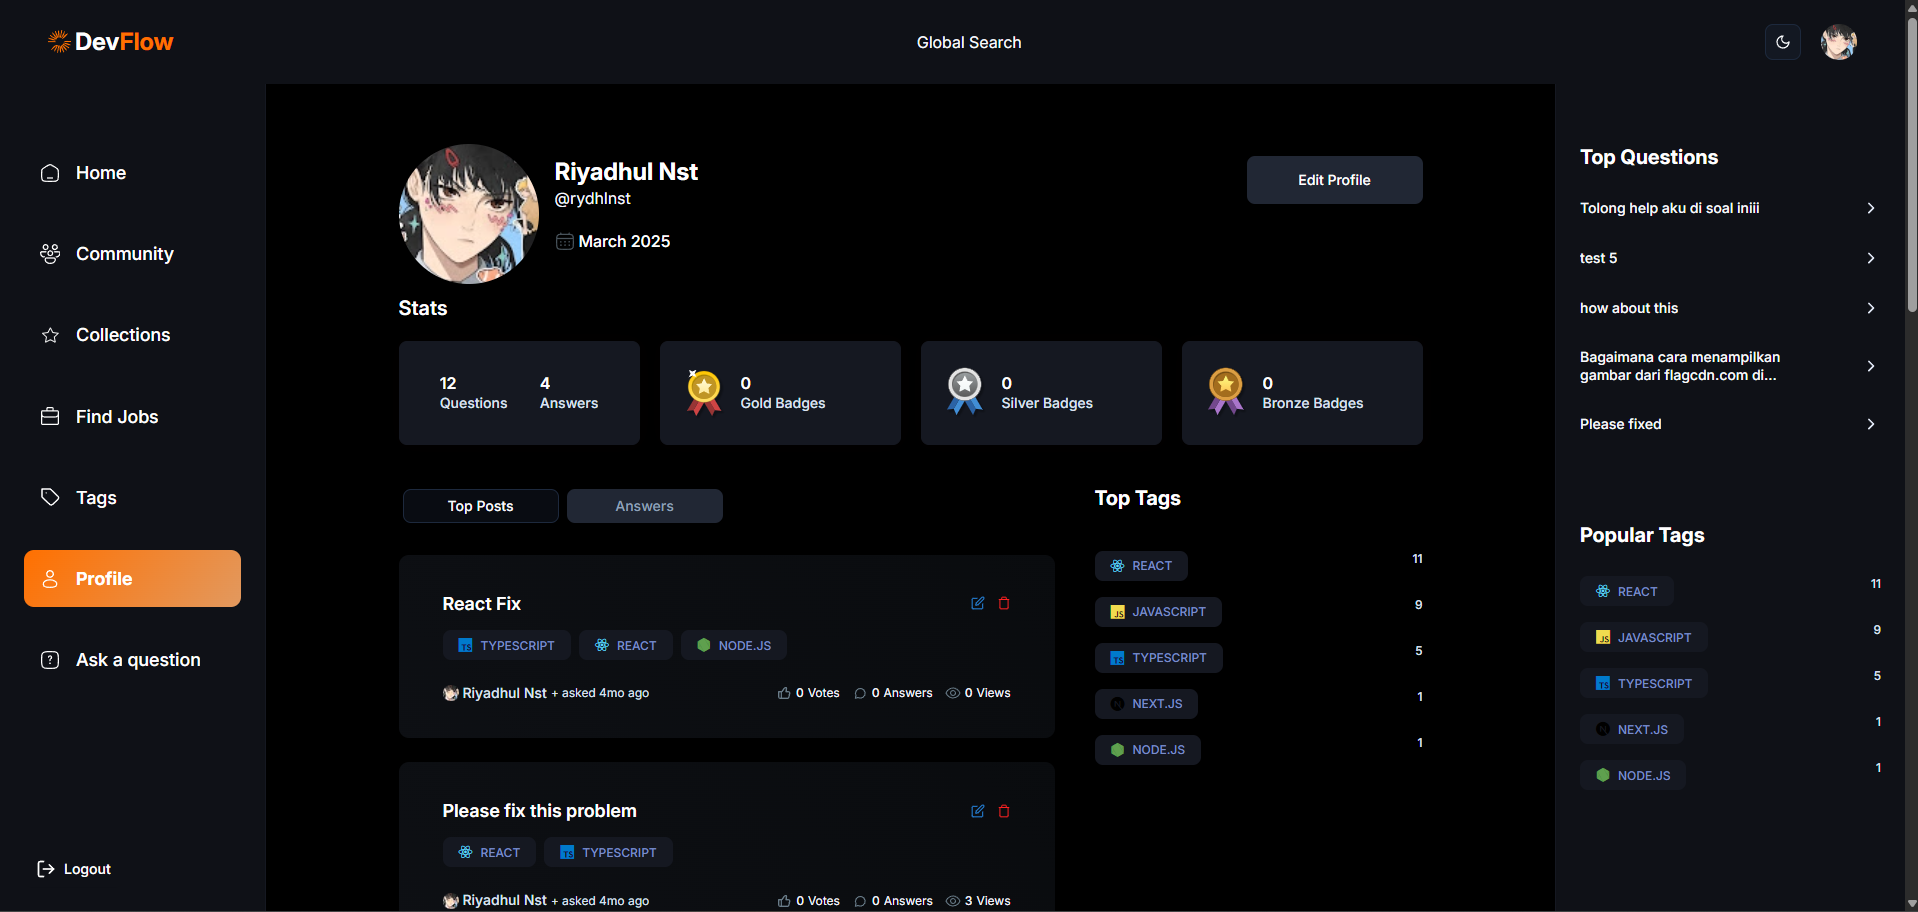 DevFlow
Global Search
Home
Community
Collections
Find Jobs
Tags
Profile
Ask a question
Logout
Riyadhul Nst
@rydhlnst
March 2025
Edit Profile
Stats
12 Questions
4 Answers
0 Gold Badges
0 Silver Badges
0 Bronze Badges
Top Posts
Answers
React Fix
TYPESCRIPT REACT NODE.JS
Riyadhul Nst + asked 4mo ago 0 Votes 0 Answers 0 Views
Please fix this problem
REACT TYPESCRIPT
Riyadhul Nst + asked 4mo ago 0 Votes 0 Answers 3 Views
Top Tags
REACT 11
JAVASCRIPT 9
TYPESCRIPT 5
NEXT.JS 1
NODE.JS 1
Top Questions
Tolong help aku di soal iniii
test 5
how about this
Bagaimana cara menampilkan
gambar dari flagcdn.com di...
Please fixed
Popular Tags
REACT 11
JAVASCRIPT 9
TYPESCRIPT 5
NEXT.JS 1
NODE.JS 1